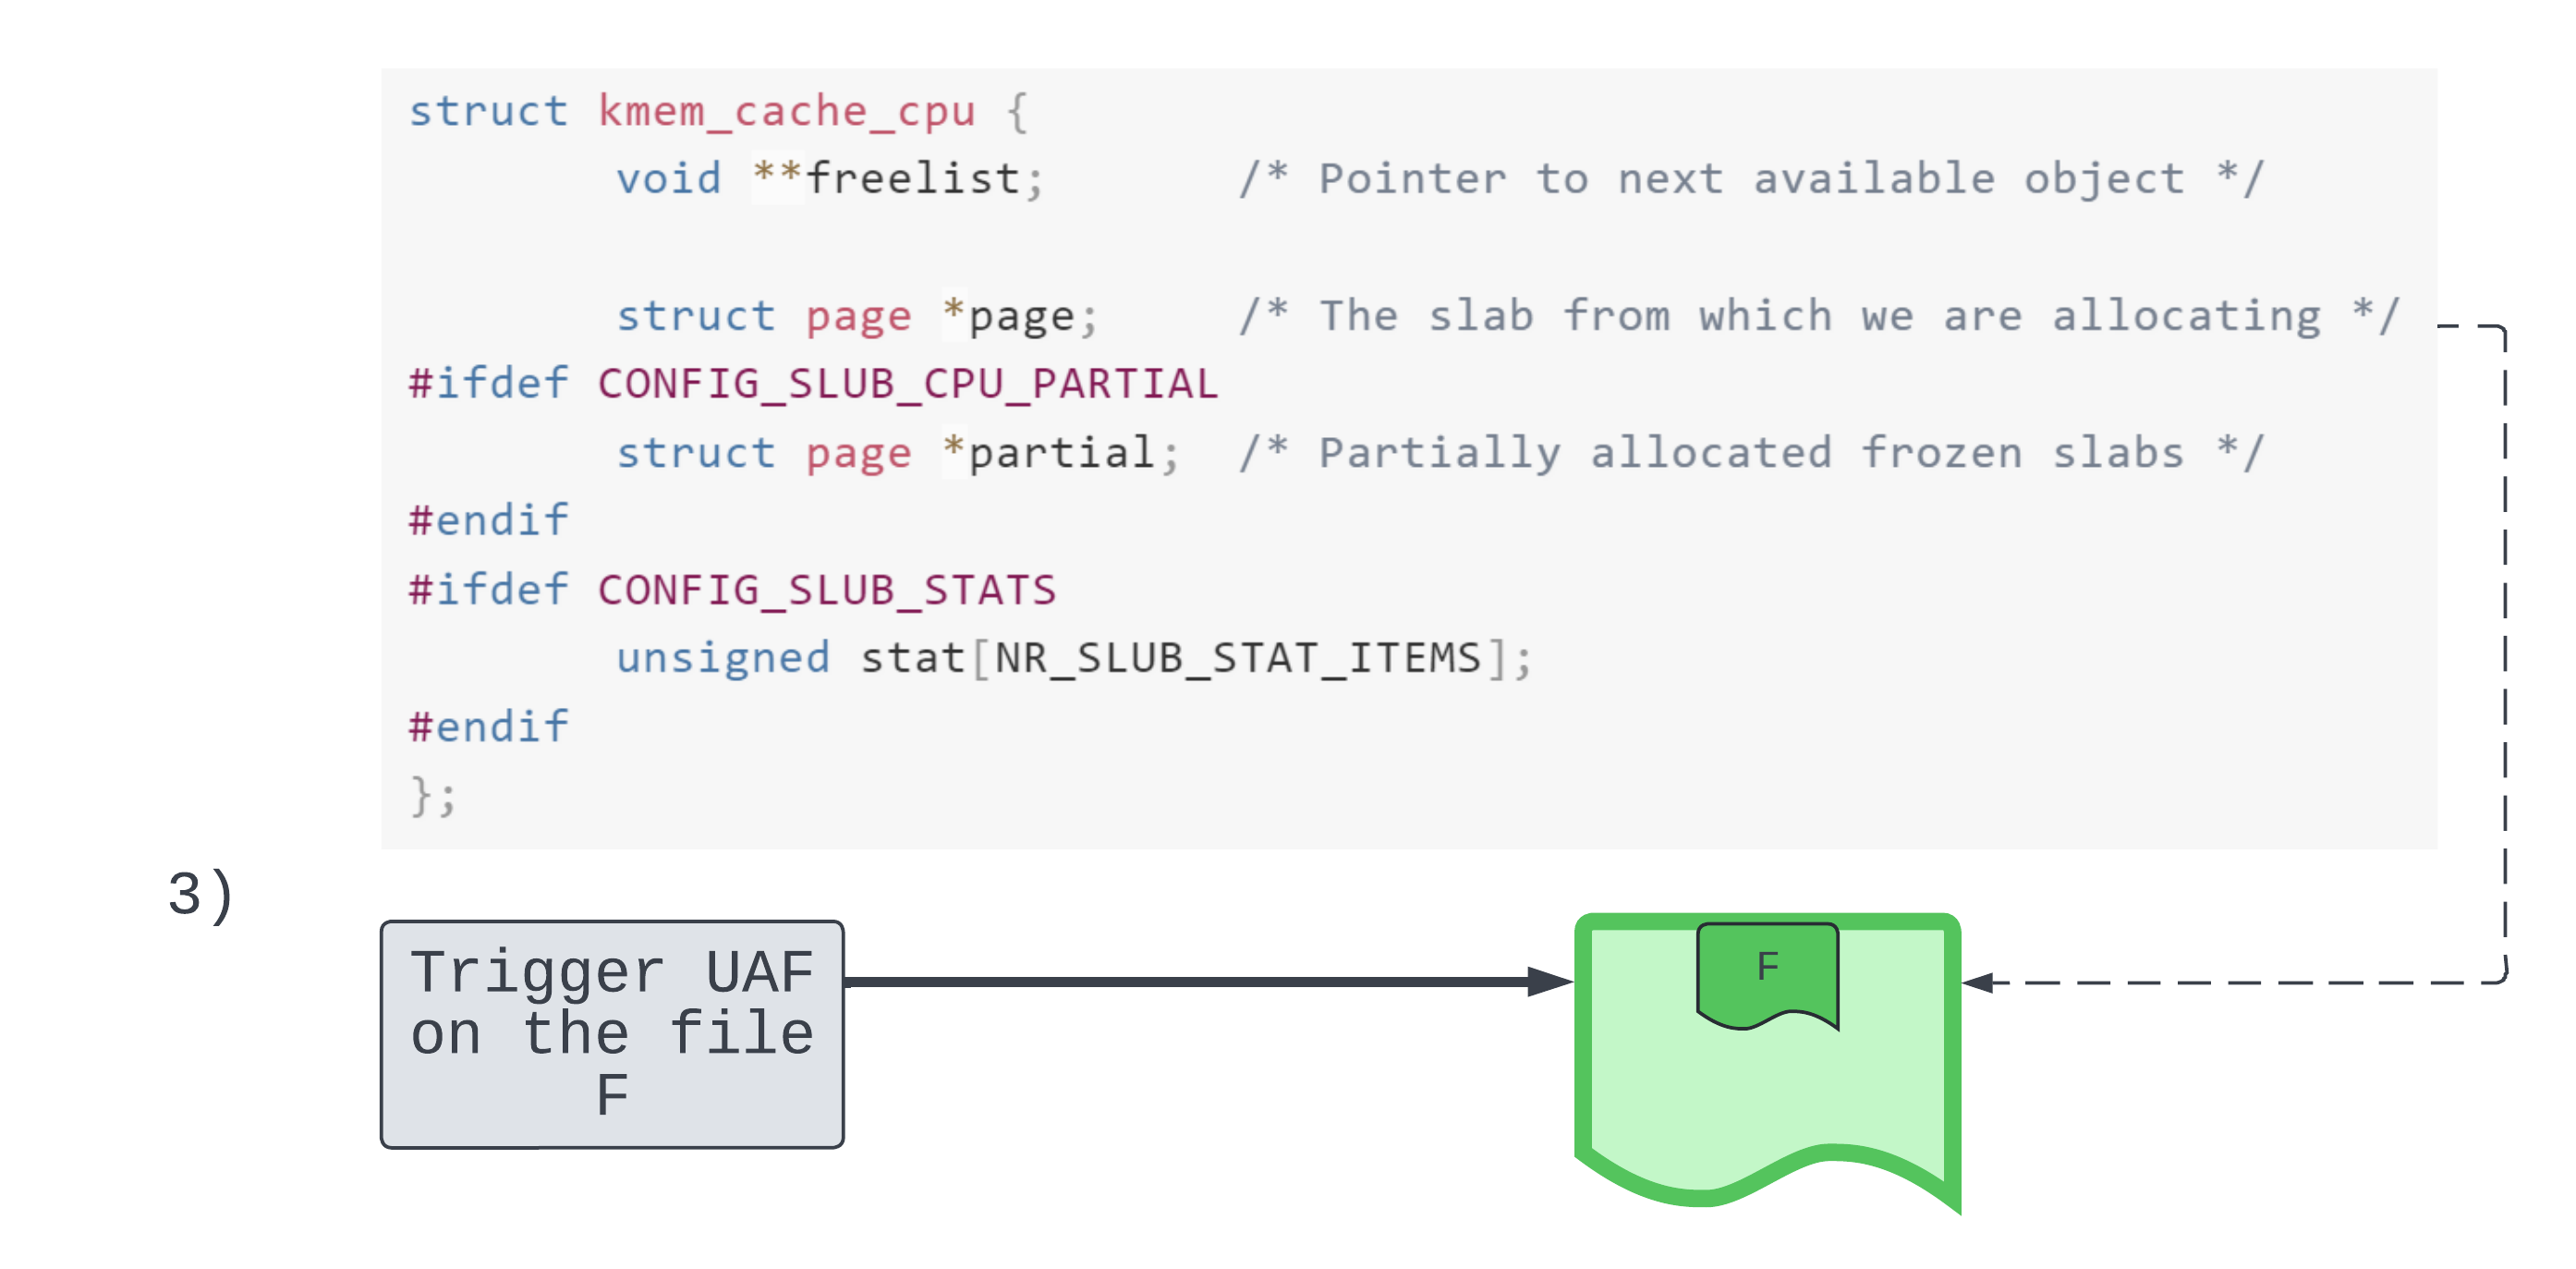 struct kmem_cache_cpu {
void **freelist; /* Pointer to next available object */
struct page *page; /* The slab from which we are allocating */
#ifdef CONFIG_SLUB_CPU_PARTIAL
struct page *partial; /* Partially allocated frozen slabs */
#endif
#ifdef CONFIG_SLUB_STATS
unsigned stat[NR_SLUB_STAT_ITEMS];
#endif
};
3)
Trigger UAF
on the file
F
F